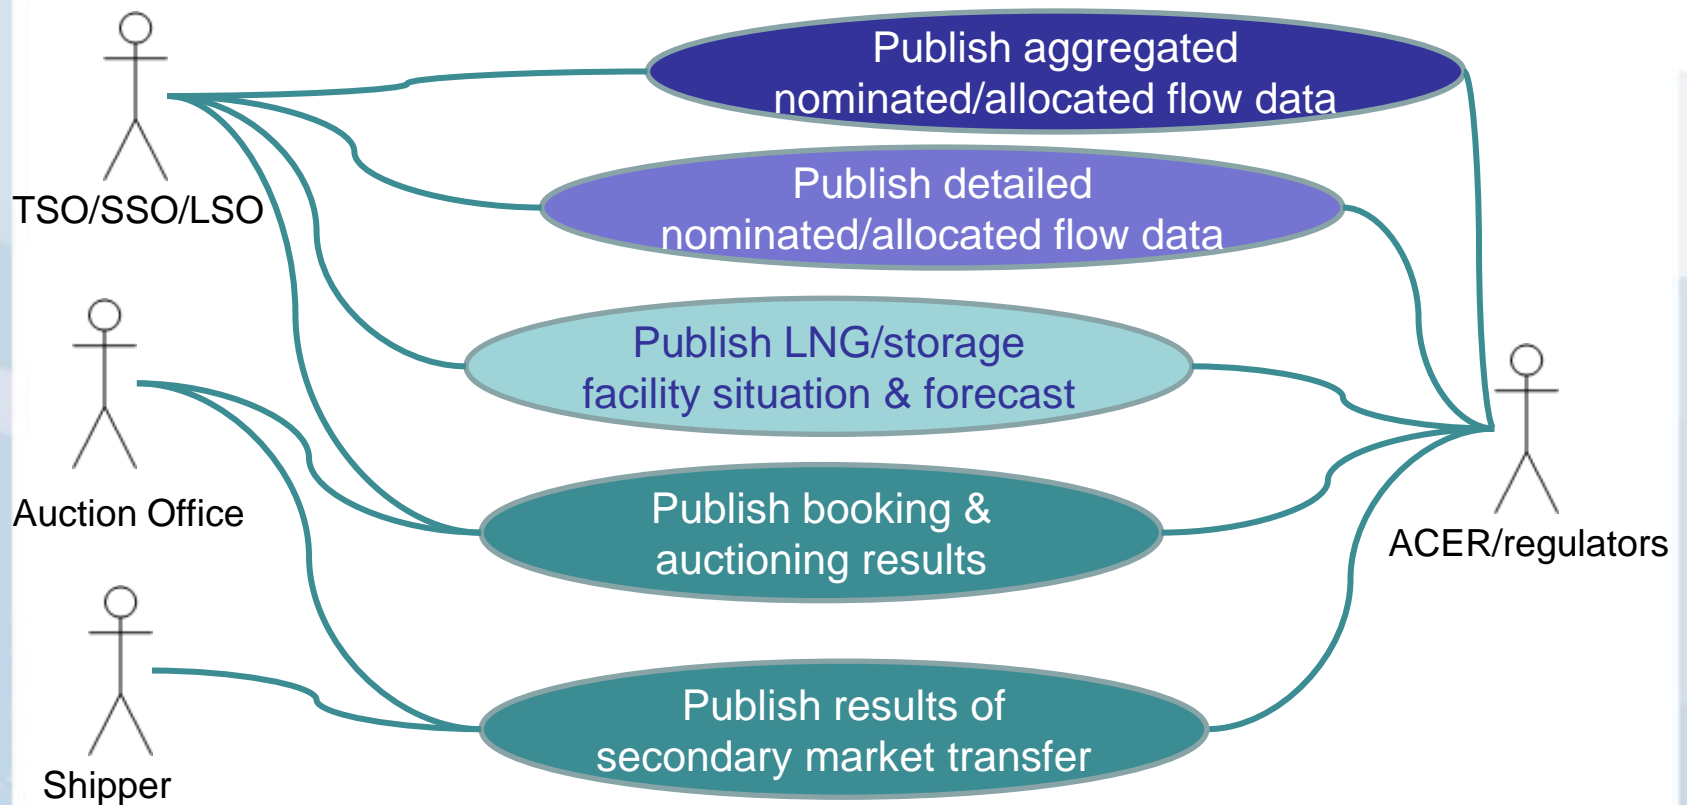 Publish aggregated
nominated/allocated flow data
TSO/SSO/LSO
Publish detailed
nominated/allocated flow data
Publish LNG/storage
facility situation & forecast
Auction Office
Publish booking &
auctioning results
ACER/regulators
Publish results of
secondary market transfer
Shipper